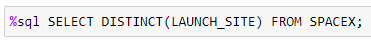 %sql SELECT DISTINCT(LAUNCH_SITE) FROM SPACEX;